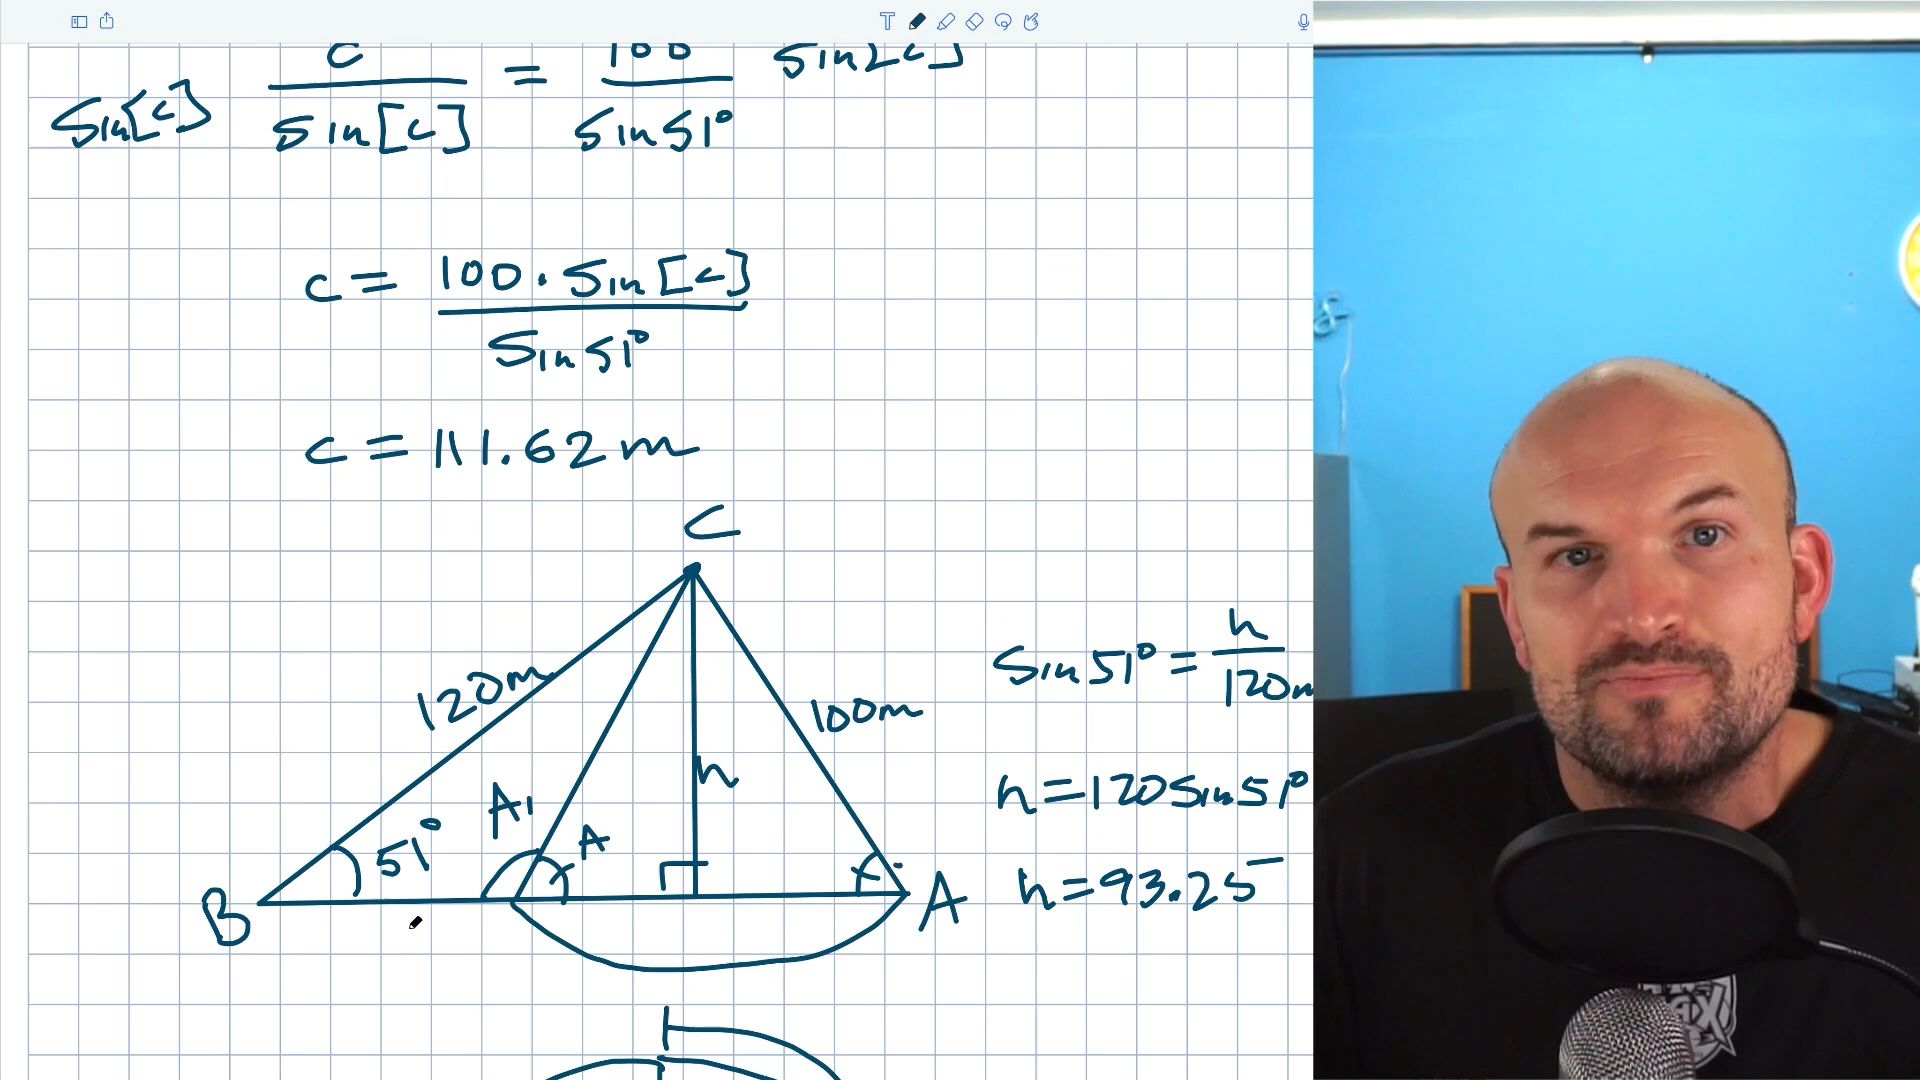 c/sin[c] = 100/sin51° sin[c]
sin[c]
c = 100·sin[c]/sin51°
c = 111.62m
C
120m
100m
h
A1
A
51°
B
A
sin51° = h/120m
h=120sin51°
h=93.25